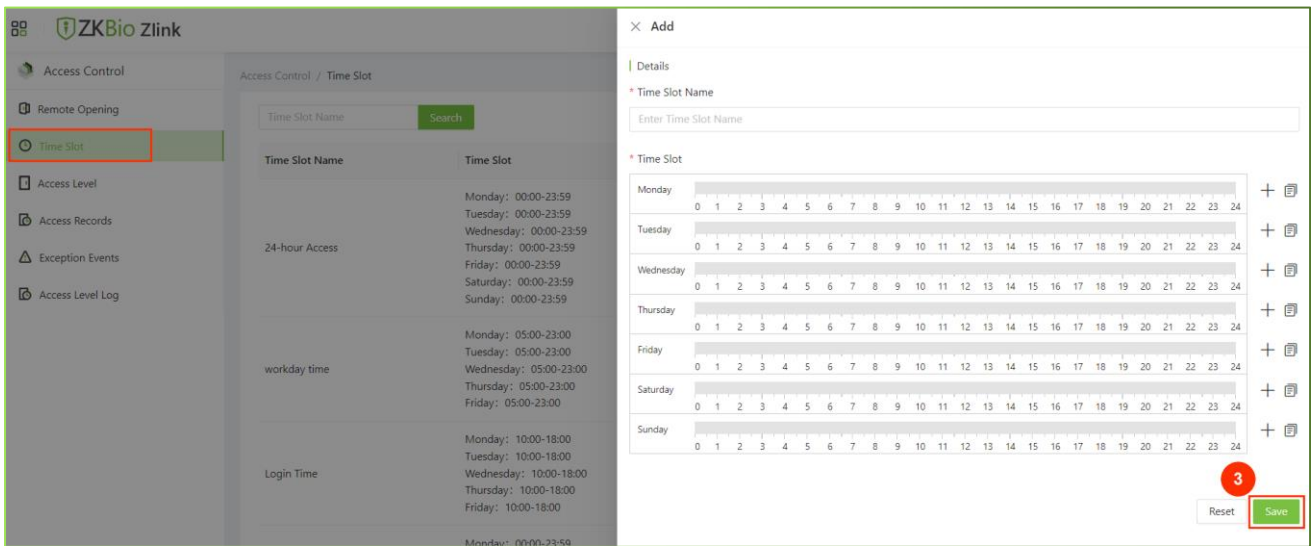 ZKBio Zlink
Access Control
Remote Opening
Time Slot
Access Level
Access Records
Exception Events
Access Level Log
Access Control / Time Slot
Time Slot Name
Search
Time Slot Name Time Slot
24-hour Access
Monday: 00:00-23:59
Tuesday: 00:00-23:59
Wednesday: 00:00-23:59
Thursday: 00:00-23:59
Friday: 00:00-23:59
Saturday: 00:00-23:59
Sunday: 00:00-23:59
workday time
Monday: 05:00-23:00
Tuesday: 05:00-23:00
Wednesday: 05:00-23:00
Thursday: 05:00-23:00
Friday: 05:00-23:00
Login Time
Monday: 10:00-18:00
Tuesday: 10:00-18:00
Wednesday: 10:00-18:00
Thursday: 10:00-18:00
Friday: 10:00-18:00
Monday: 00:00-23:59
Add
Details
* Time Slot Name
Enter Time Slot Name
* Time Slot
Monday
0 1 2 3 4 5 6 7 8 9 10 11 12 13 14 15 16 17 18 19 20 21 22 23 24
Tuesday
0 1 2 3 4 5 6 7 8 9 10 11 12 13 14 15 16 17 18 19 20 21 22 23 24
Wednesday
0 1 2 3 4 5 6 7 8 9 10 11 12 13 14 15 16 17 18 19 20 21 22 23 24
Thursday
0 1 2 3 4 5 6 7 8 9 10 11 12 13 14 15 16 17 18 19 20 21 22 23 24
Friday
0 1 2 3 4 5 6 7 8 9 10 11 12 13 14 15 16 17 18 19 20 21 22 23 24
Saturday
0 1 2 3 4 5 6 7 8 9 10 11 12 13 14 15 16 17 18 19 20 21 22 23 24
Sunday
0 1 2 3 4 5 6 7 8 9 10 11 12 13 14 15 16 17 18 19 20 21 22 23 24
3
Reset Save